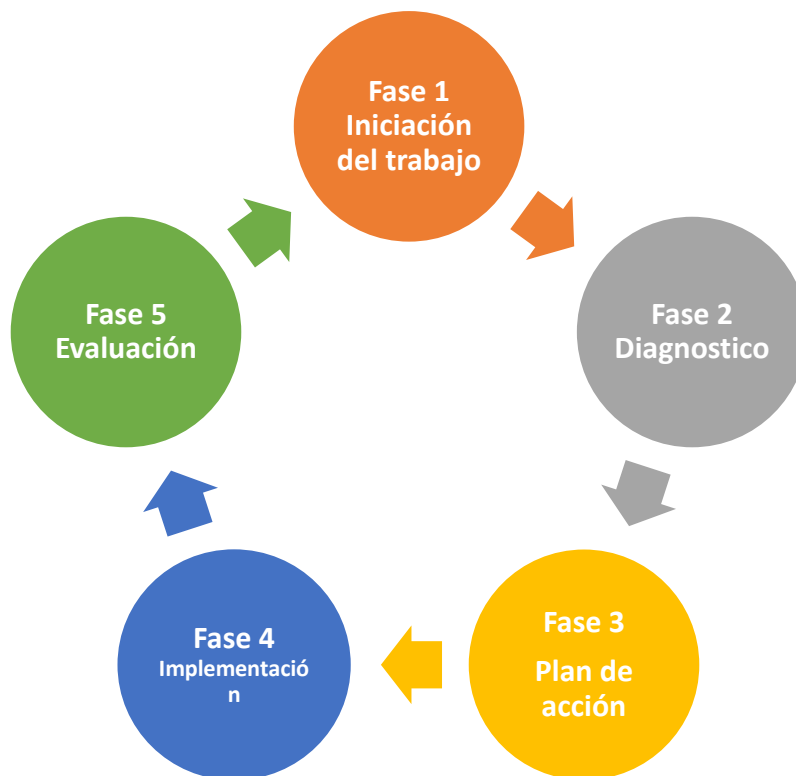 Fase 1
Iniciación
del trabajo
Fase 2
Diagnostico
Fase 3
Plan de
acción
Fase 4
Implementació
n
Fase 5
Evaluación